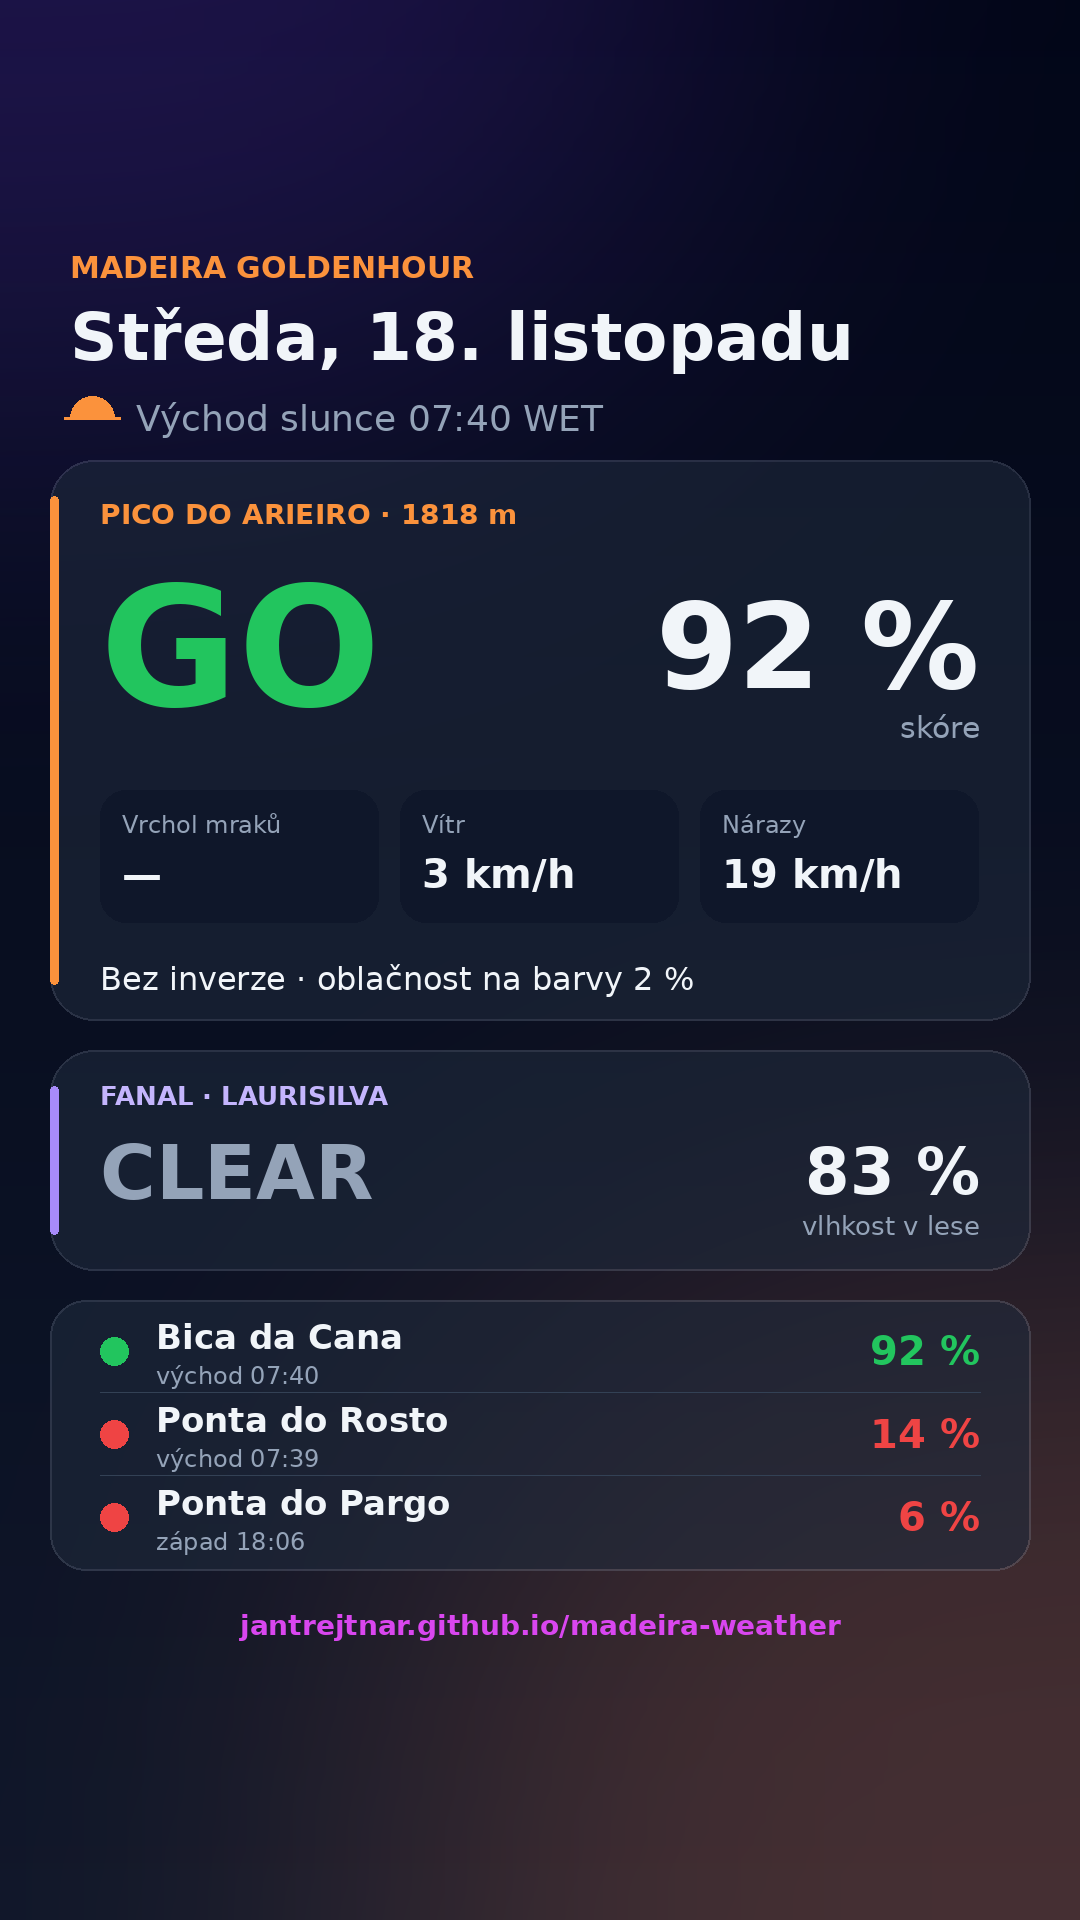 MADEIRA GOLDENHOUR
Středa, 18. listopadu
Východ slunce 07:40 WET
PICO DO ARIEIRO · 1818 m
GO
92 %
skóre
Vrchol mraků
—
Vítr
3 km/h
Nárazy
19 km/h
Bez inverze · oblačnost na barvy 2 %
FANAL · LAURISILVA
CLEAR
83 %
vlhkost v lese
Bica da Cana
východ 07:40
92 %
Ponta do Rosto
východ 07:39
14 %
Ponta do Pargo
západ 18:06
6 %
jantrejtnar.github.io/madeira-weather